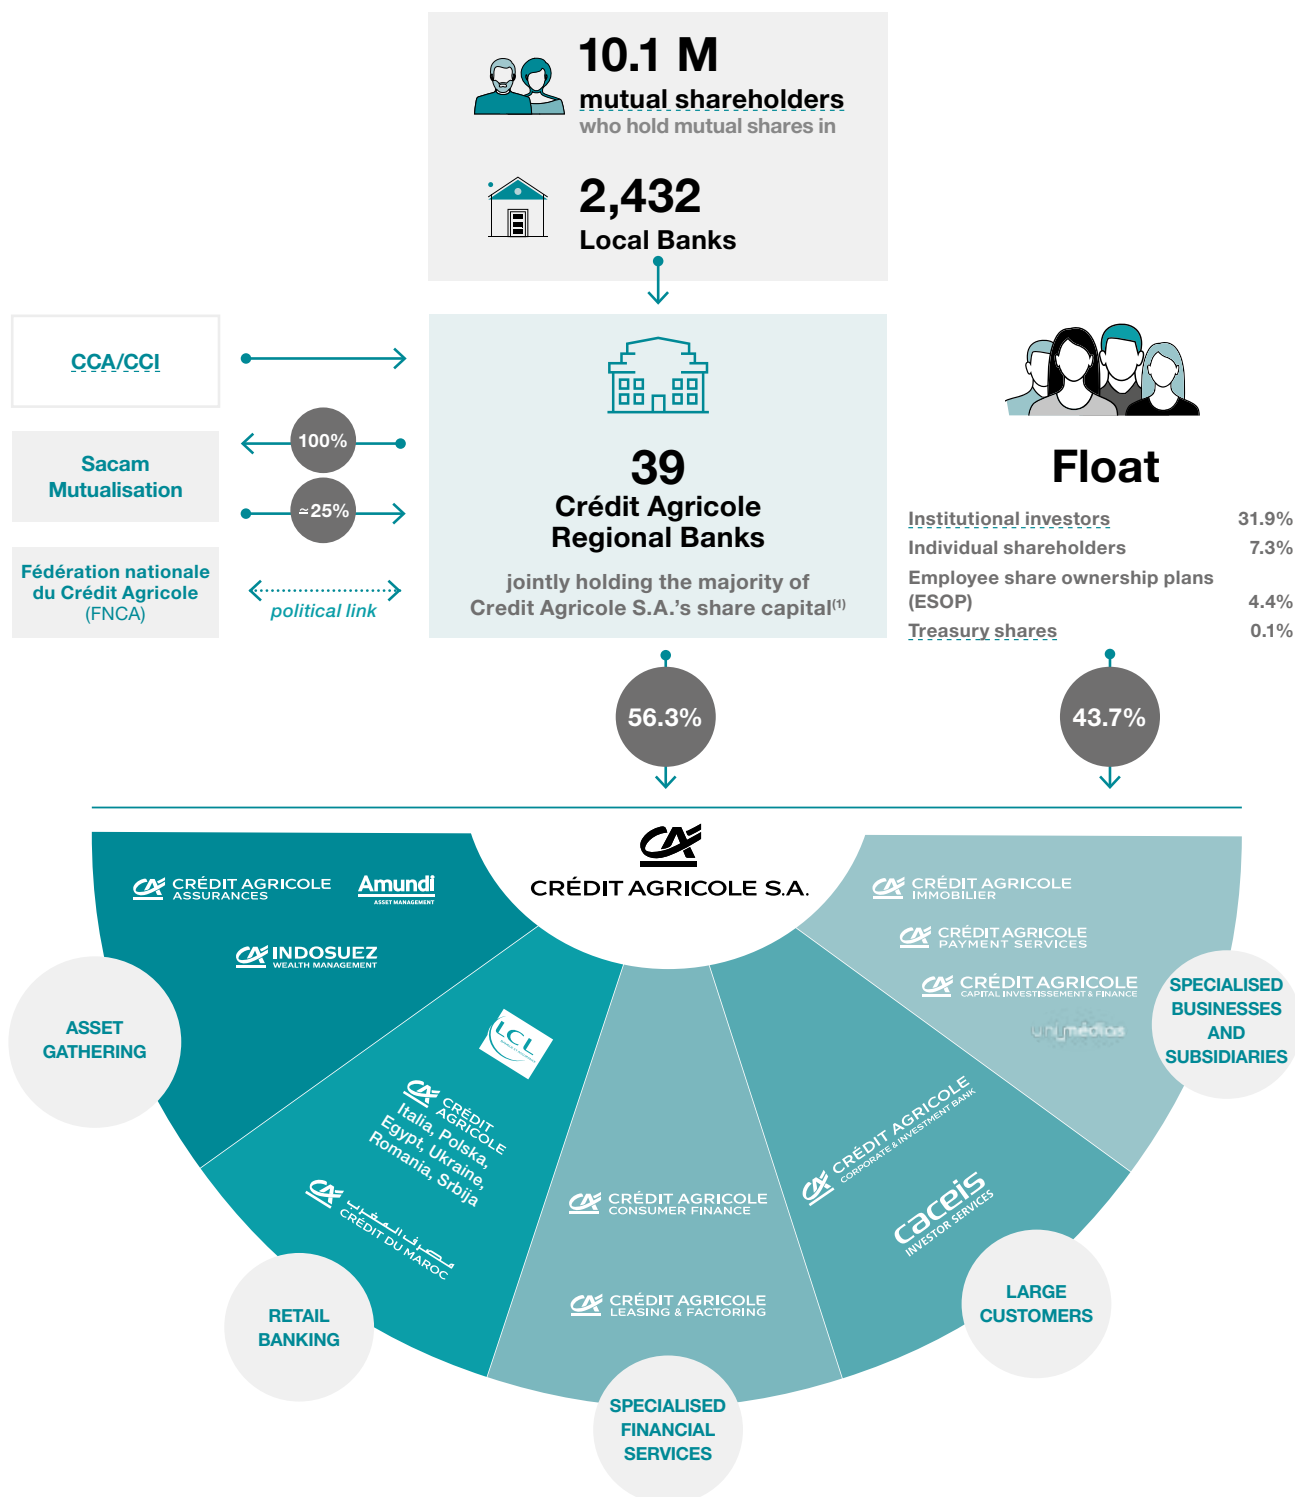 10.1 M
mutual shareholders
who hold mutual shares in
2,432
Local Banks
CCA/CCI
100%
Sacam
Mutualisation
≃25%
Fédération nationale
du Crédit Agricole
(FNCA)
political link
39
Crédit Agricole
Regional Banks
jointly holding the majority of
Credit Agricole S.A.'s share capital(1)
Float
Institutional investors 31.9%
Individual shareholders 7.3%
Employee share ownership plans
(ESOP) 4.4%
Treasury shares 0.1%
56.3%
43.7%
CRÉDIT AGRICOLE S.A.
CRÉDIT AGRICOLE
ASSURANCES
Amundi
ASSET MANAGEMENT
INDOSUEZ
WEALTH MANAGEMENT
ASSET
GATHERING
LCL
CRÉDIT
AGRICOLE
Italia, Polska,
Egypt, Ukraine,
Romania, Srbija
مصرف المغرب
CRÉDIT DU MAROC
RETAIL
BANKING
CRÉDIT AGRICOLE
CONSUMER FINANCE
CRÉDIT AGRICOLE
LEASING & FACTORING
SPECIALISED
FINANCIAL
SERVICES
CRÉDIT AGRICOLE
CORPORATE & INVESTMENT BANK
caceis
INVESTOR SERVICES
LARGE
CUSTOMERS
CRÉDIT AGRICOLE
IMMOBILIER
CRÉDIT AGRICOLE
PAYMENT SERVICES
CRÉDIT AGRICOLE
CAPITAL INVESTISSEMENT & FINANCE
unimédias
SPECIALISED
BUSINESSES
AND
SUBSIDIARIES